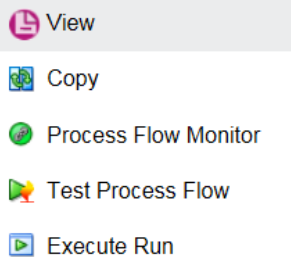 View
Copy
Process Flow Monitor
Test Process Flow
Execute Run